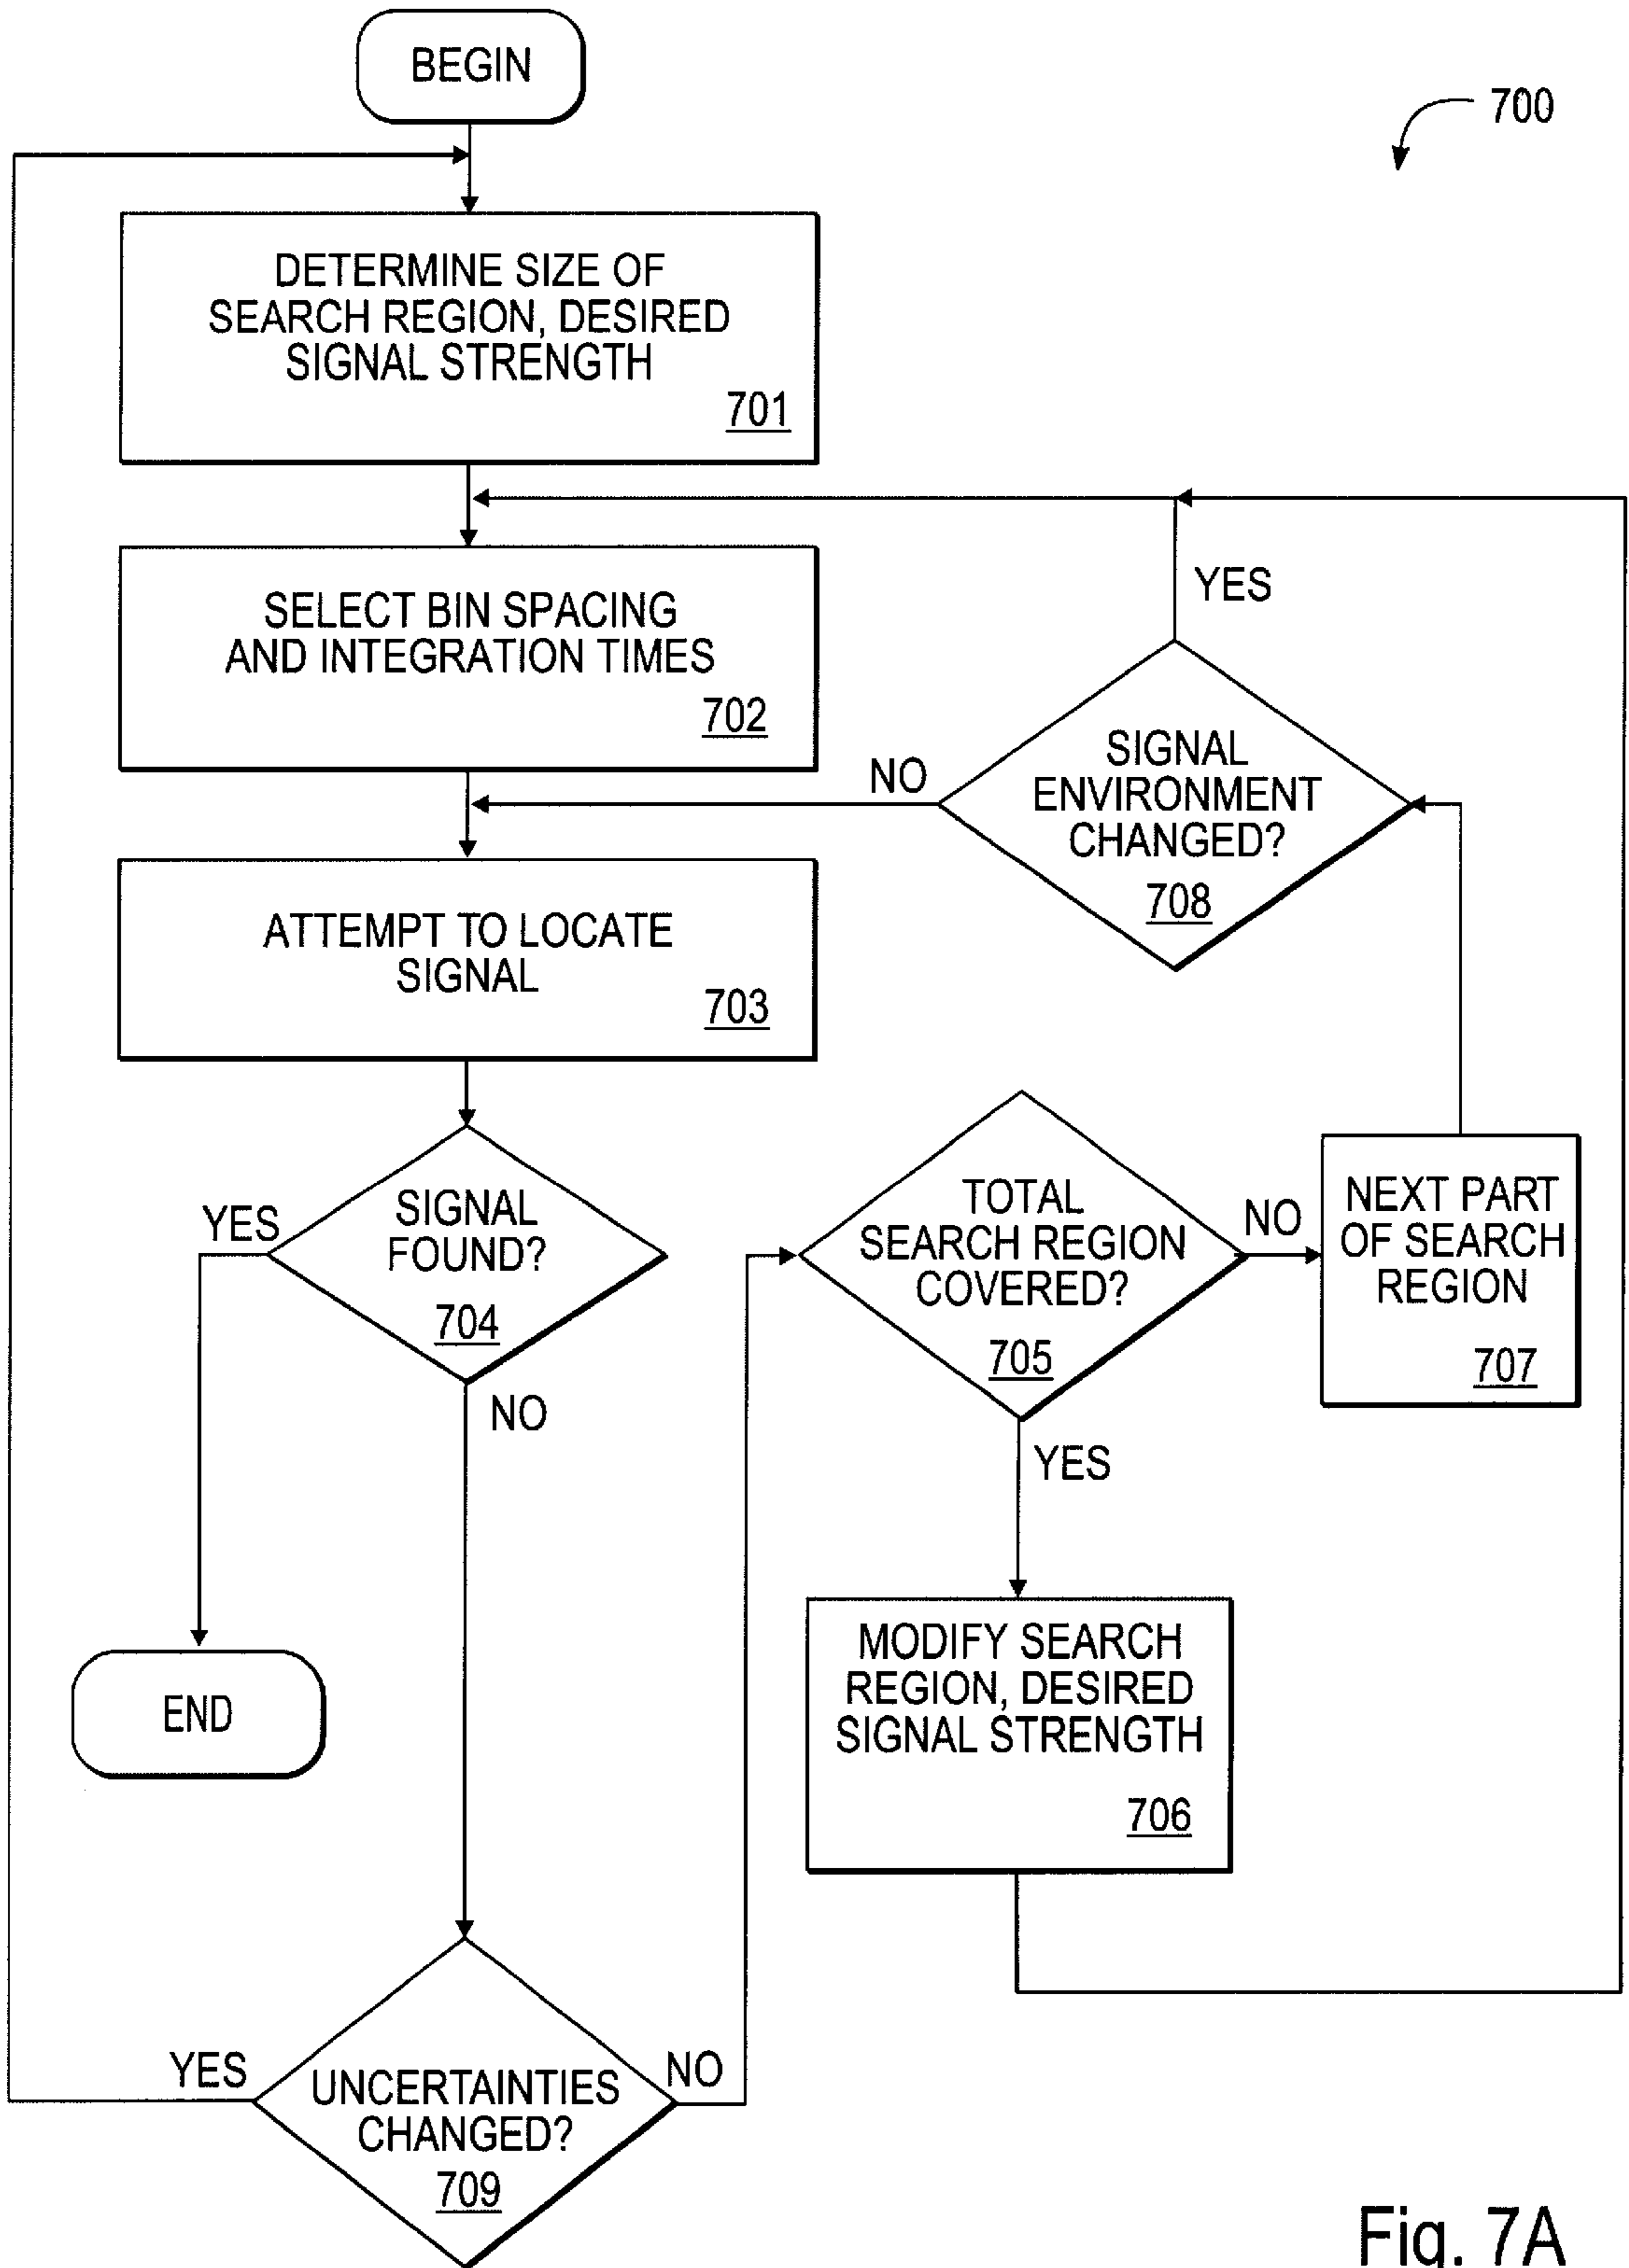 BEGIN
700
DETERMINE SIZE OF
SEARCH REGION, DESIRED
SIGNAL STRENGTH
701
SELECT BIN SPACING
AND INTEGRATION TIMES
702
YES
SIGNAL
ENVIRONMENT
CHANGED?
708
NO
ATTEMPT TO LOCATE
SIGNAL
703
SIGNAL
FOUND?
704
YES
NO
TOTAL
SEARCH REGION
COVERED?
705
NO
YES
NEXT PART
OF SEARCH
REGION
707
MODIFY SEARCH
REGION, DESIRED
SIGNAL STRENGTH
706
END
UNCERTAINTIES
CHANGED?
709
YES
NO
Fig. 7A